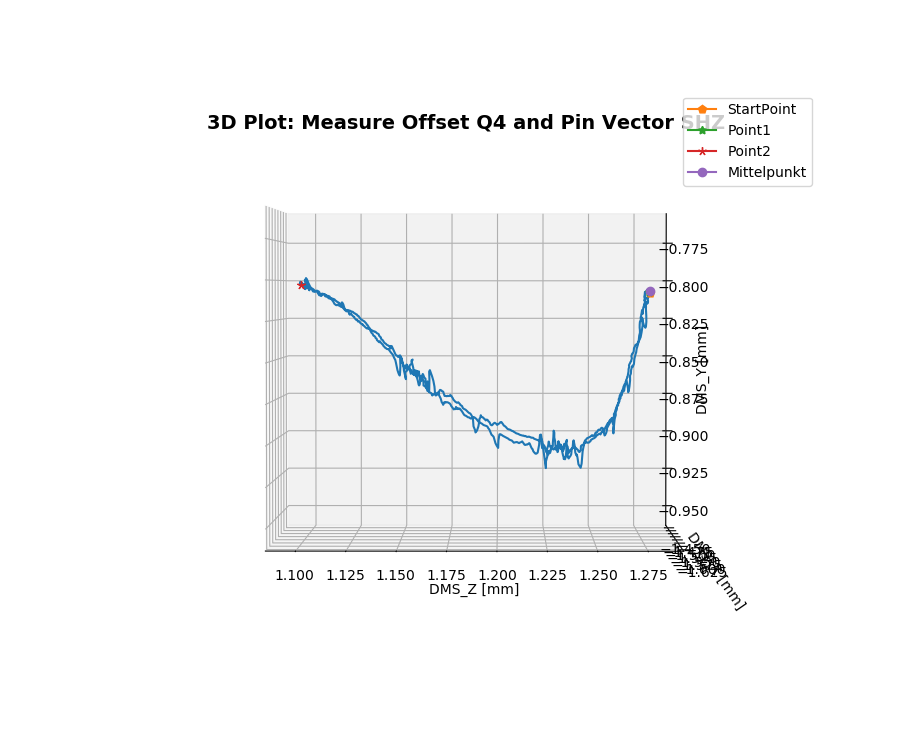 3D Plot: Measure Offset Q4 and Pin Vector SHZ
StartPoint
Point1
Point2
Mittelpunkt
−0.775
−0.800
−0.825
−0.850
−0.875
−0.900
−0.925
−0.950
DMS_Y [mm]
1.100
1.125
1.150
1.175
1.200
1.225
1.250
1.275
DMS_Z [mm]
[mm]